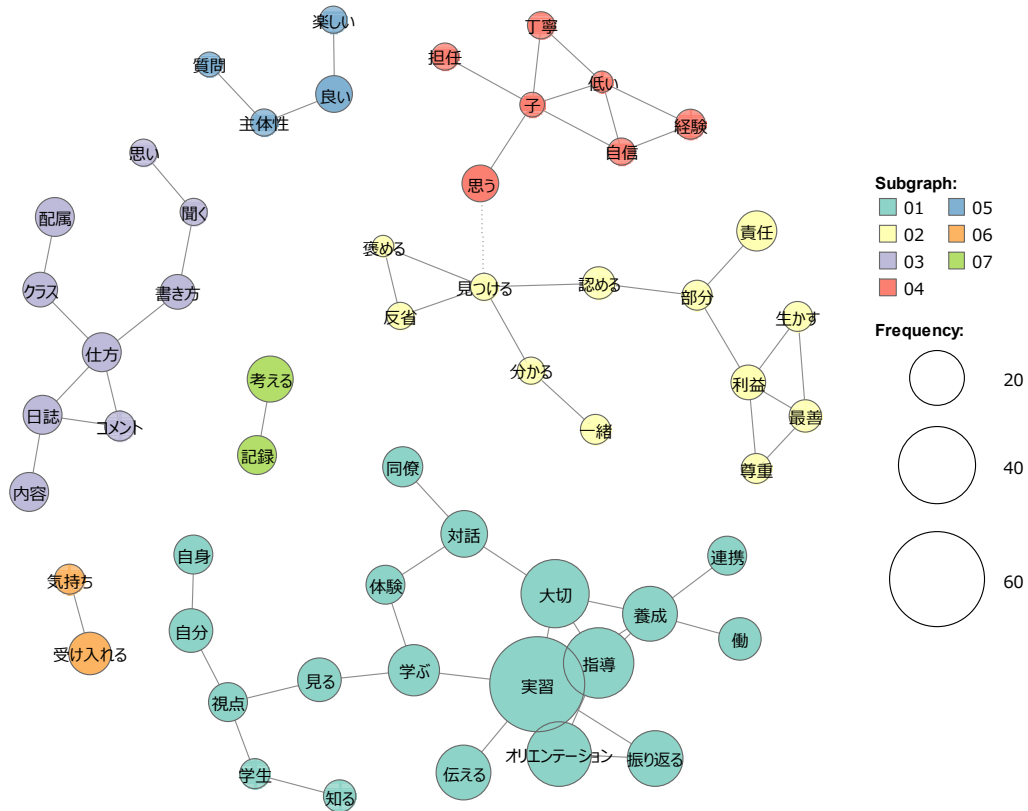 楽しい
質問
良い
主体性
丁寧
担任
低い
子
経験
自信
思う
思い
配属
聞く
クラス
書き方
仕方
日誌
コメント
内容
褒める
見つける
反省
認める
責任
部分
生かす
利益
最善
尊重
分かる
一緒
考える
記録
気持ち
受け入れる
同僚
対話
自身
体験
大切
連携
養成
働
自分
指導
学ぶ
実習
見る
視点
オリエンテーション
振り返る
伝える
学生
知る
Subgraph:
01
05
02
06
03
07
04
Frequency:
20
40
60